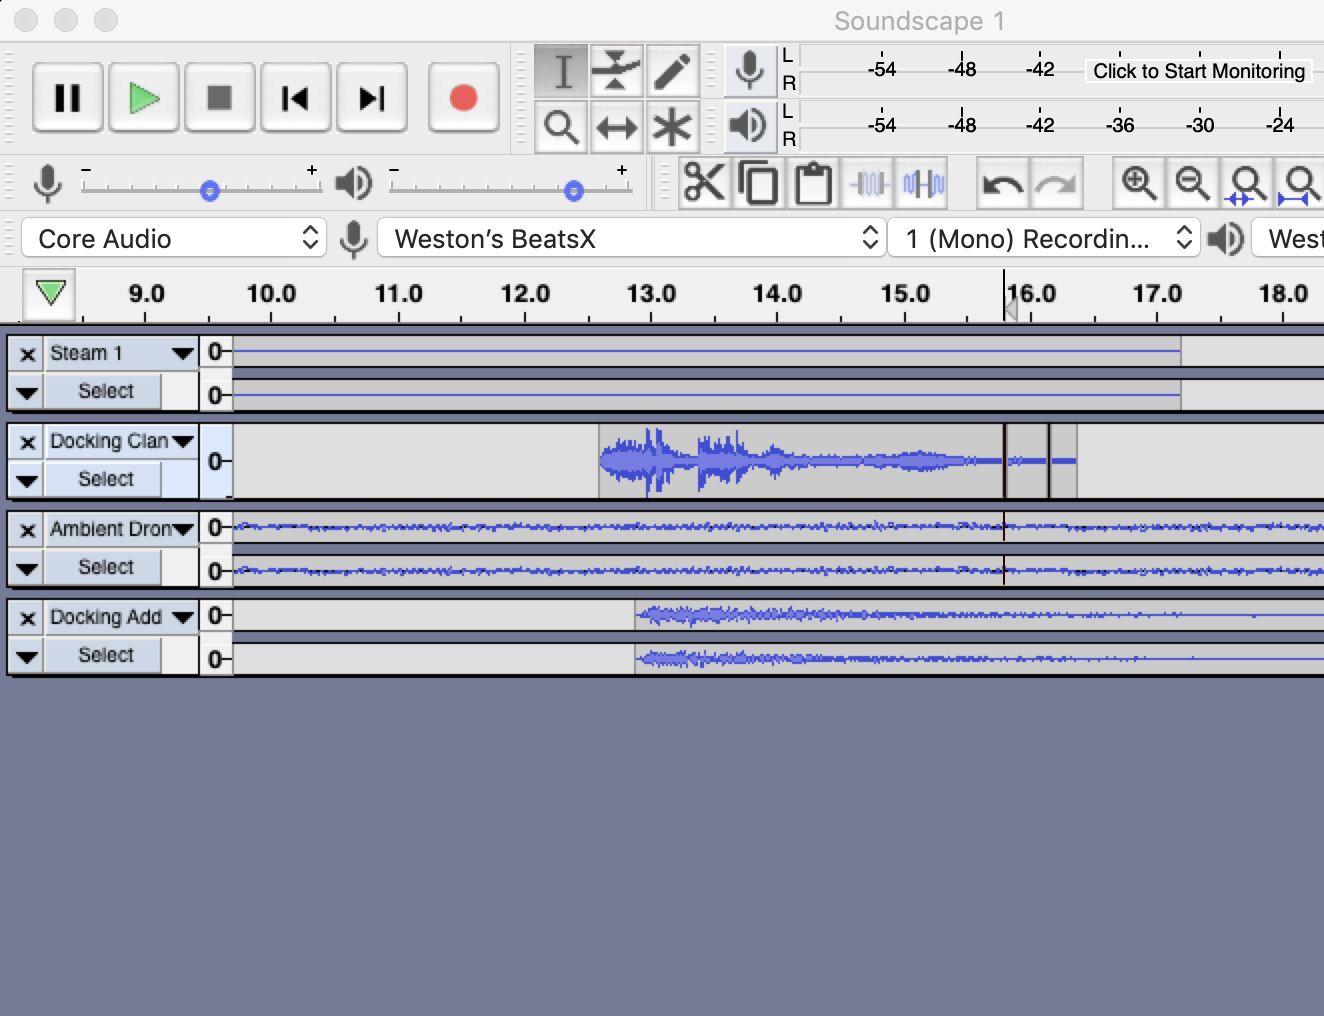 Soundscape 1
L
R
-54 -48 -42 Click to Start Monitoring
L
R
-54 -48 -42 -36 -30 -24
- + - +
Core Audio Weston's BeatsX 1 (Mono) Recordin... West
9.0 10.0 11.0 12.0 13.0 14.0 15.0 16.0 17.0 18.0
Steam 1 0
Select 0
Docking Clan
Select 0
Ambient Dron 0
Select 0
Docking Add 0
Select 0